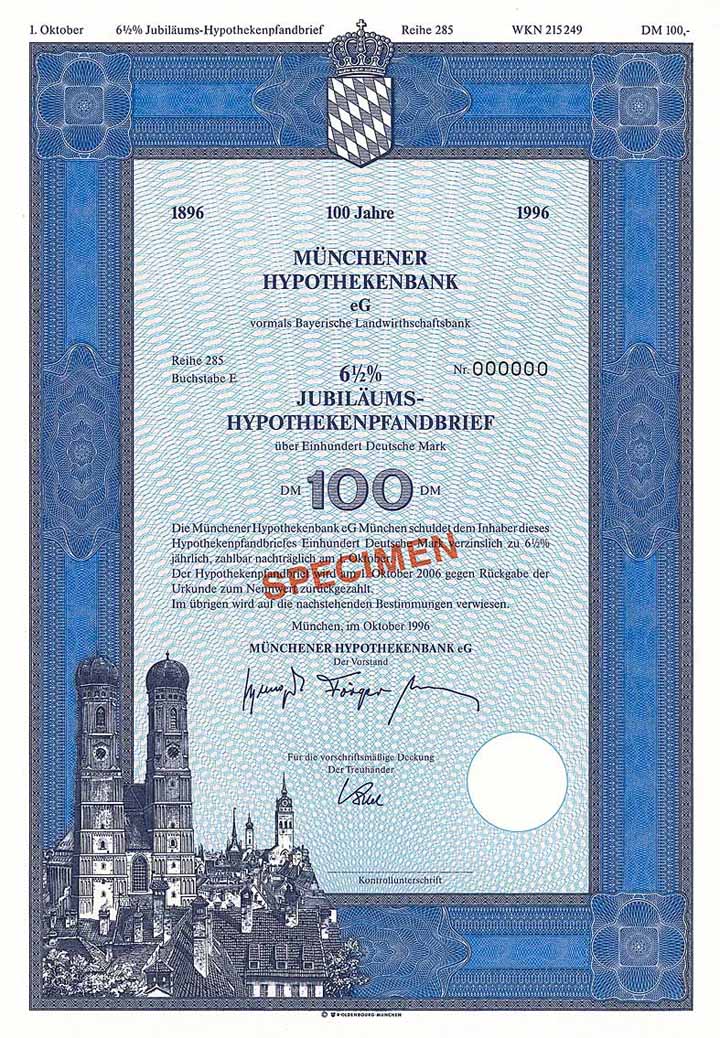 1. Oktober 6½% Jubiläums-Hypothekenpfandbrief Reihe 285 WKN 215249 DM 100,-
1896 100 Jahre 1996
MÜNCHENER
HYPOTHEKENBANK
eG
vormals Bayerische Landwirthschaftsbank
Reihe 285
Buchstabe E
Nr. 000000
6½%
JUBILÄUMS-
HYPOTHEKENPFANDBRIEF
über Einhundert Deutsche Mark
DM 100 DM
Die Münchener Hypothekenbank eG München schuldet dem Inhaber dieses
Hypothekenpfandbriefes Einhundert Deutsche Mark verzinslich zu 6½%
jährlich, zahlbar nachträglich am 1. Oktober.
Der Hypothekenpfandbrief wird am 1. Oktober 2006 gegen Rückgabe der
Urkunde zum Nennwert zurückgezahlt.
Im übrigen wird auf die nachstehenden Bestimmungen verwiesen.
SPECIMEN
München, im Oktober 1996
MÜNCHENER HYPOTHEKENBANK eG
Der Vorstand
Für die vorschriftsmäßige Deckung
Der Treuhänder
Kontrollunterschrift
© R. OLDENBOURG MÜNCHEN